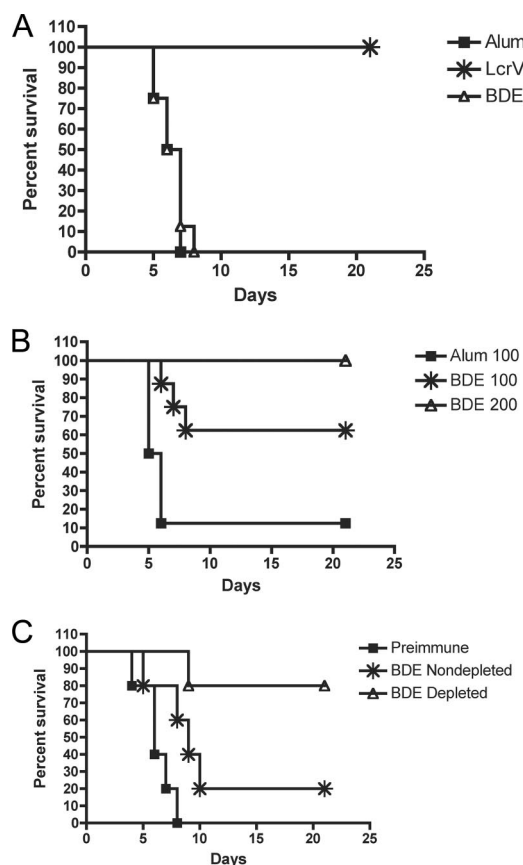 A
110
100
90
80
70
60
50
40
30
20
10
0
Percent survival
0 5 10 15 20 25
Days
Alum
LcrV
BDE
B
110
100
90
80
70
60
50
40
30
20
10
0
Percent survival
0 5 10 15 20 25
Days
Alum 100
BDE 100
BDE 200
C
110
100
90
80
70
60
50
40
30
20
10
0
Percent survival
0 5 10 15 20 25
Days
Preimmune
BDE Nondepleted
BDE Depleted